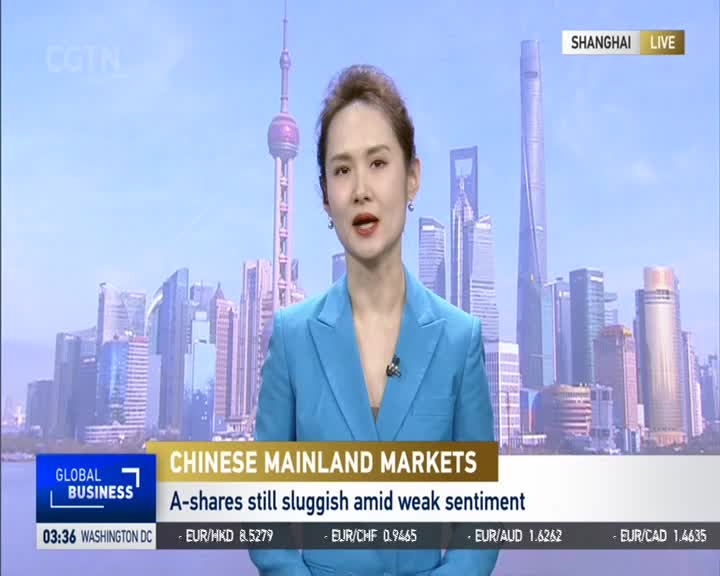 CGTN
SHANGHAI LIVE
CHINESE MAINLAND MARKETS
GLOBAL
BUSINESS
A-shares still sluggish amid weak sentiment
03:36 WASHINGTON DC
- EUR/HKD 8.5279 - EUR/CHF 0.9465 - EUR/AUD 1.6262 - EUR/CAD 1.4635